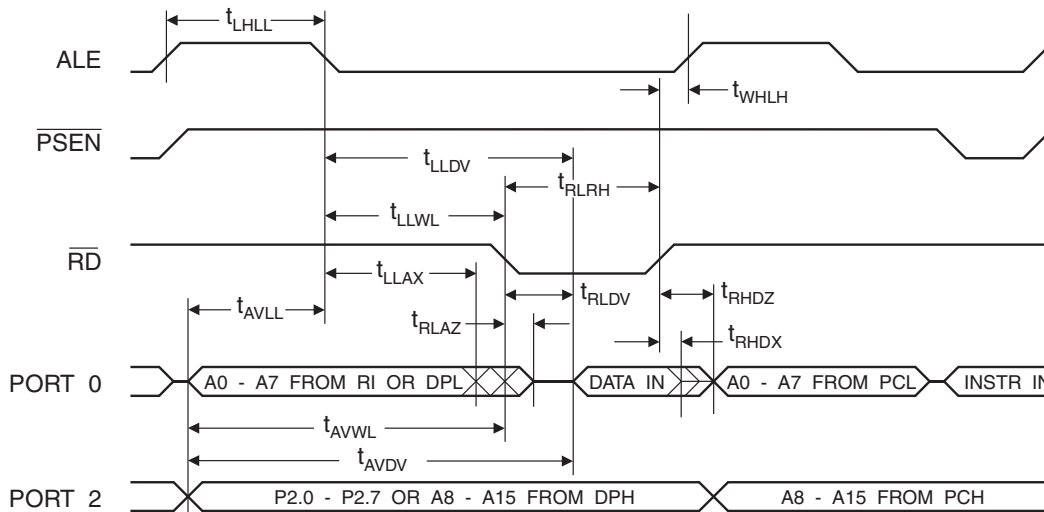 tLHLL
ALE
tWHLH
PSEN
tLLDV
tRLRH
tLLWL
RD
tLLAX
tRLDV
tRHDZ
tAVLL
tRLAZ
tRHDX
PORT 0
A0 - A7 FROM RI OR DPL
DATA IN
A0 - A7 FROM PCL
INSTR IN
tAVWL
tAVDV
PORT 2
P2.0 - P2.7 OR A8 - A15 FROM DPH
A8 - A15 FROM PCH